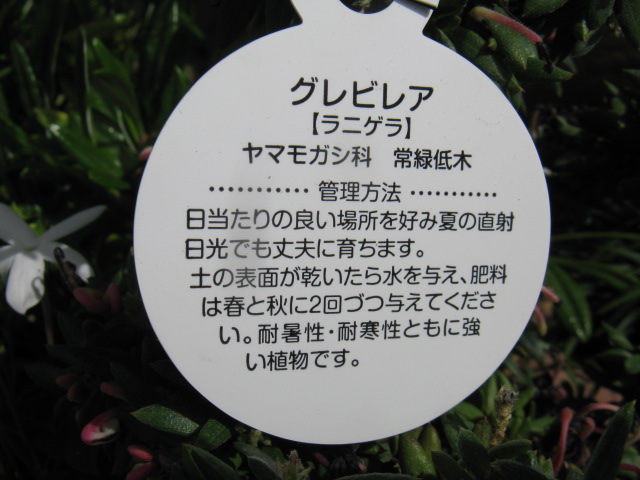 グレビレア
【ラニゲラ】
ヤマモガシ科　常緑低木
………… 管理方法 …………
日当たりの良い場所を好み夏の直射
日光でも丈夫に育ちます。
土の表面が乾いたら水を与え、肥料
は春と秋に2回づつ与えてくださ
い。耐暑性・耐寒性ともに強
い植物です。